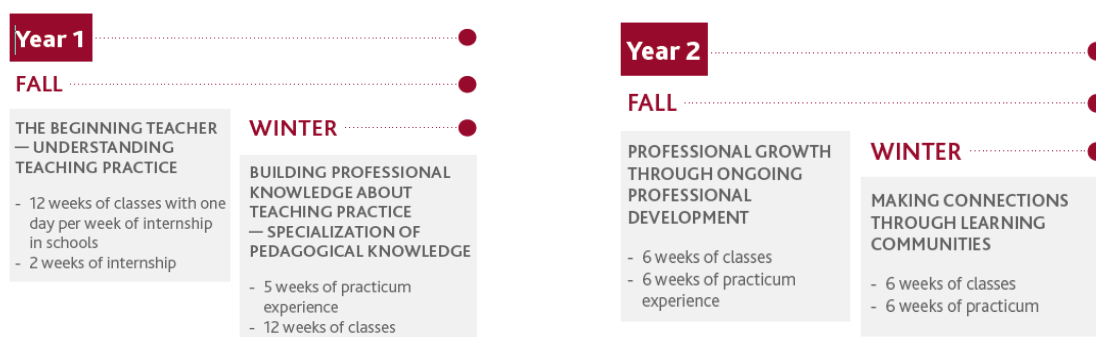 Year 1
FALL
THE BEGINNING TEACHER
— UNDERSTANDING
TEACHING PRACTICE
- 12 weeks of classes with one
day per week of internship
in schools
- 2 weeks of internship
WINTER
BUILDING PROFESSIONAL
KNOWLEDGE ABOUT
TEACHING PRACTICE
— SPECIALIZATION OF
PEDAGOGICAL KNOWLEDGE
- 5 weeks of practicum
experience
- 12 weeks of classes
Year 2
FALL
PROFESSIONAL GROWTH
THROUGH ONGOING
PROFESSIONAL
DEVELOPMENT
- 6 weeks of classes
- 6 weeks of practicum
experience
WINTER
MAKING CONNECTIONS
THROUGH LEARNING
COMMUNITIES
- 6 weeks of classes
- 6 weeks of practicum